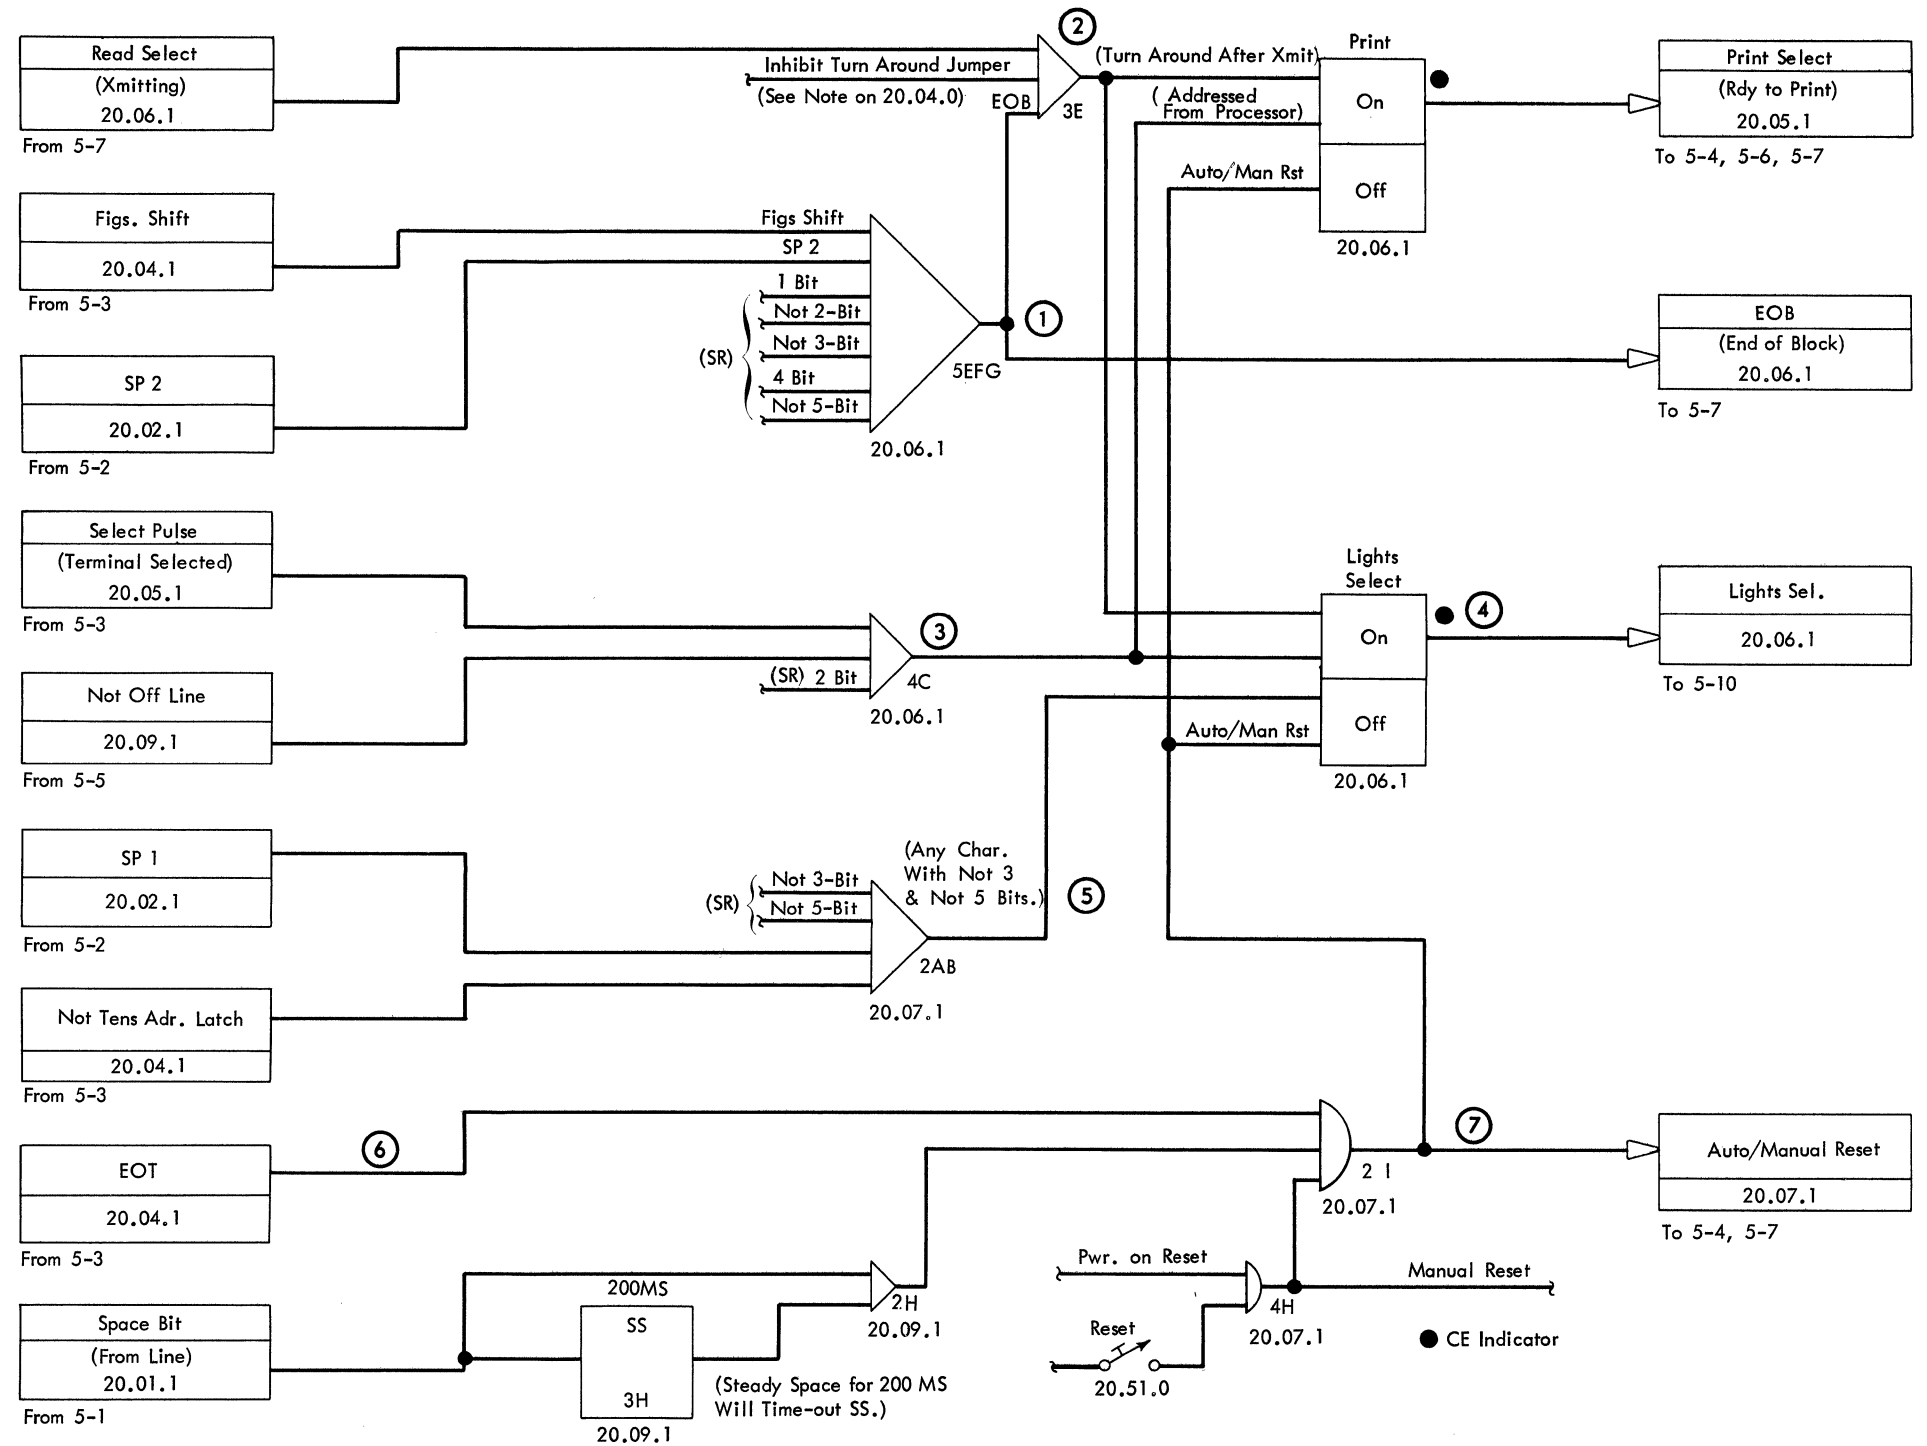 Read Select
(Xmitting)
20.06.1
From 5-7
Inhibit Turn Around Jumper
(See Note on 20.04.0)
EOB
2
3E
(Turn Around After Xmit)
( Addressed
From Processor)
Auto/Man Rst
Print
On
Off
20.06.1
Print Select
(Rdy to Print)
20.05.1
To 5-4, 5-6, 5-7
Figs. Shift
20.04.1
From 5-3
Figs Shift
SP 2
1 Bit
Not 2-Bit
Not 3-Bit
4 Bit
Not 5-Bit
(SR)
5EFG
20.06.1
1
EOB
(End of Block)
20.06.1
To 5-7
SP 2
20.02.1
From 5-2
Select Pulse
(Terminal Selected)
20.05.1
From 5-3
3
(SR) 2 Bit
4C
20.06.1
Lights
Select
On
Off
Auto/Man Rst
20.06.1
4
Lights Sel.
20.06.1
To 5-10
Not Off Line
20.09.1
From 5-5
SP 1
20.02.1
From 5-2
(SR)
Not 3-Bit
Not 5-Bit
(Any Char.
With Not 3
& Not 5 Bits.)
5
2AB
20.07.1
Not Tens Adr. Latch
20.04.1
From 5-3
6
EOT
20.04.1
From 5-3
7
2 I
20.07.1
Auto/Manual Reset
20.07.1
To 5-4, 5-7
Space Bit
(From Line)
20.01.1
From 5-1
200MS
SS
3H
20.09.1
2H
20.09.1
(Steady Space for 200 MS
Will Time-out SS.)
Pwr. on Reset
Reset
20.51.0
4H
20.07.1
Manual Reset
CE Indicator